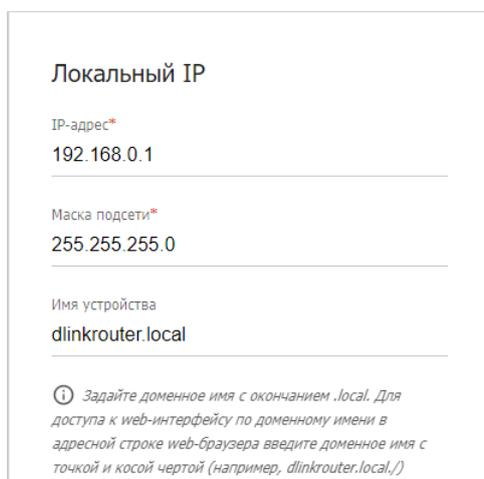 Локальный IP
IP-адрес*
192.168.0.1
Маска подсети*
255.255.255.0
Имя устройства
dlinkrouter.local
Задайте доменное имя с окончанием .local. Для
доступа к web-интерфейсу по доменному имени в
адресной строке web-браузера введите доменное имя с
точкой и косой чертой (например, dlinkrouter.local./)